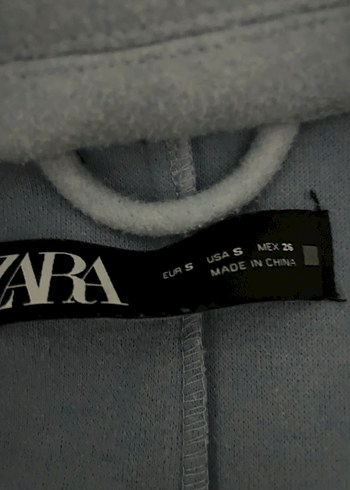 ZARA
EUR S USA S MEX 26
MADE IN CHINA